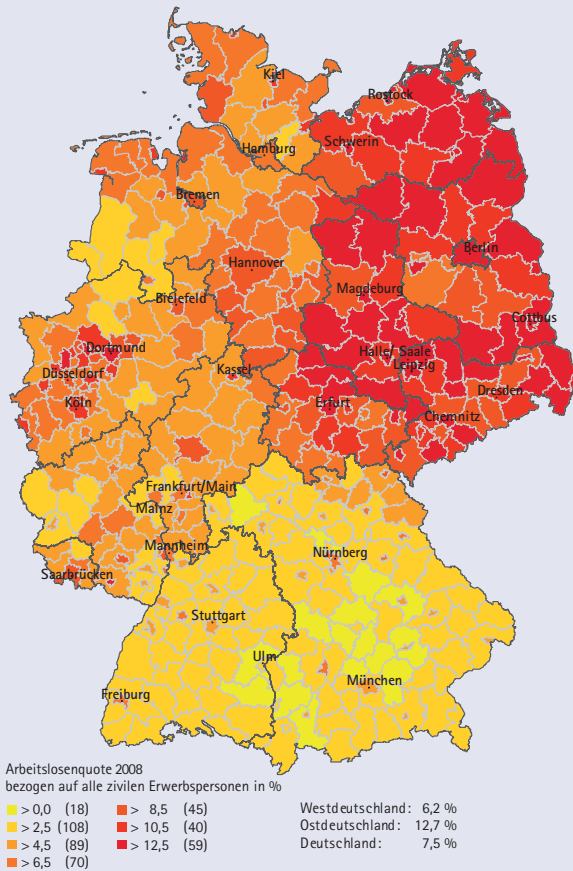 Kiel
Rostock
Schwerin
Hamburg
Bremen
Berlin
Hannover
Magdeburg
Bielefeld
Cottbus
Dortmund
Halle/Saale
Leipzig
Düsseldorf
Kassel
Dresden
Köln
Erfurt
Chemnitz
Frankfurt/Main
Mainz
Mannheim
Nürnberg
Saarbrücken
Stuttgart
Ulm
München
Freiburg
Arbeitslosenquote 2008
bezogen auf alle zivilen Erwerbspersonen in %
> 0,0 (18) > 8,5 (45) Westdeutschland: 6,2 %
> 2,5 (108) > 10,5 (40) Ostdeutschland: 12,7 %
> 4,5 (89) > 12,5 (59) Deutschland: 7,5 %
> 6,5 (70)